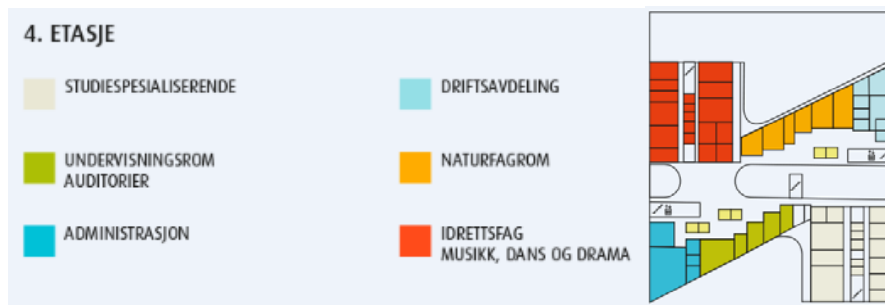 4. ETASJE
STUDIESPESIALISERENDE
DRIFTSAVDELING
UNDERVISNINGSROM
AUDITORIER
NATURFAGROM
ADMINISTRASJON
IDRETTSFAG
MUSIKK, DANS OG DRAMA